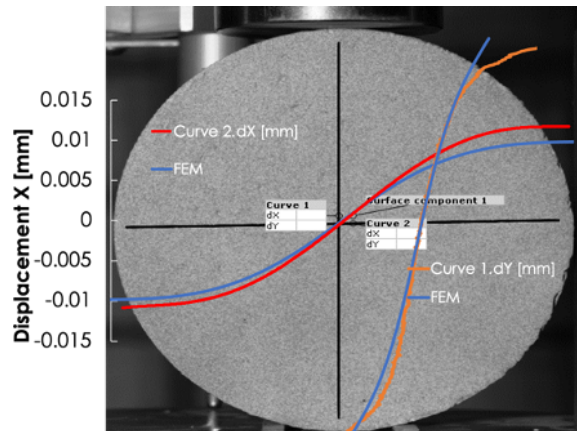 Displacement X [mm]
0.015
0.01
0.005
0
-0.005
-0.01
-0.015
Curve 2.dX [mm]
FEM
Curve 1
dX
dY
Surface component 1
Curve 2
dX
dY
Curve 1.dY [mm]
FEM